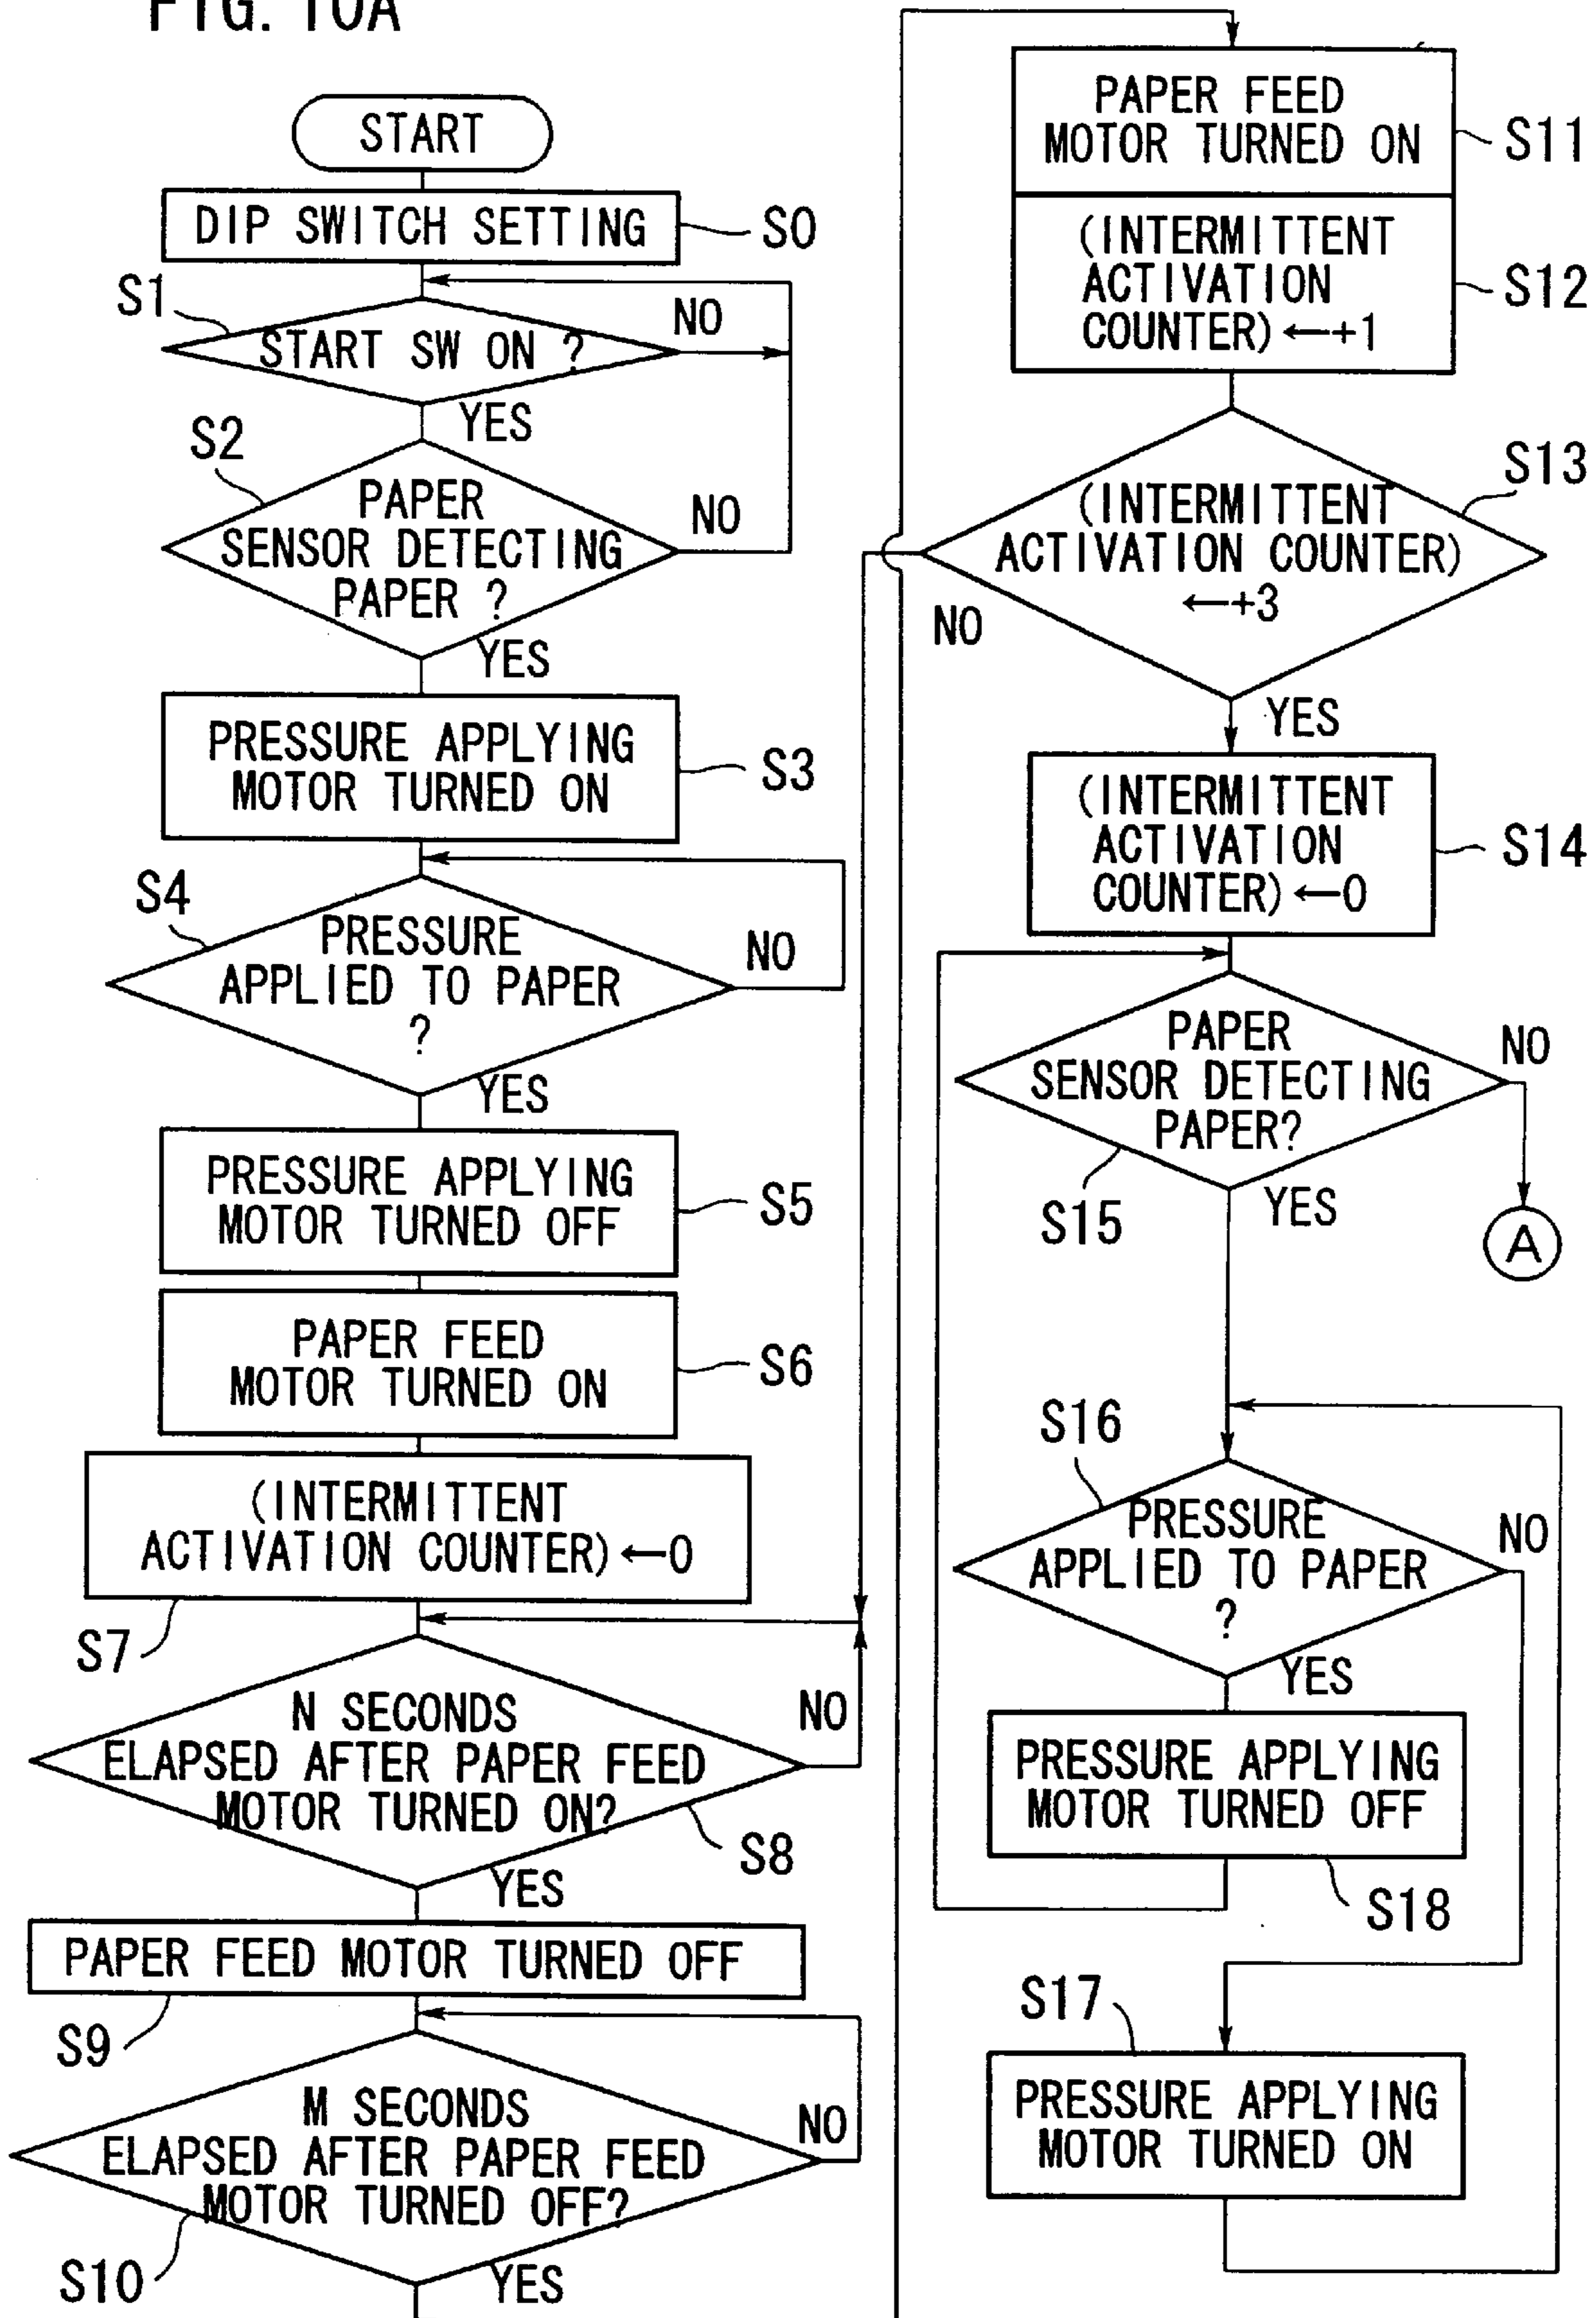 FIG. 10A
START
DIP SWITCH SETTING
S0
S1
START SW ON ?
NO
YES
S2
PAPER
SENSOR DETECTING
PAPER ?
NO
YES
PRESSURE APPLYING
MOTOR TURNED ON
S3
S4
PRESSURE
APPLIED TO PAPER
?
NO
YES
PRESSURE APPLYING
MOTOR TURNED OFF
S5
PAPER FEED
MOTOR TURNED ON
S6
(INTERMITTENT
ACTIVATION COUNTER)←0
S7
N SECONDS
ELAPSED AFTER PAPER FEED
MOTOR TURNED ON?
NO
S8
YES
PAPER FEED MOTOR TURNED OFF
S9
M SECONDS
ELAPSED AFTER PAPER FEED
MOTOR TURNED OFF?
NO
S10
YES
PAPER FEED
MOTOR TURNED ON
S11
(INTERMITTENT
ACTIVATION
COUNTER)←+1
S12
S13
(INTERMITTENT
ACTIVATION COUNTER)
←+3
NO
YES
(INTERMITTENT
ACTIVATION
COUNTER)←0
S14
PAPER
SENSOR DETECTING
PAPER?
NO
S15
YES
A
S16
PRESSURE
APPLIED TO PAPER
?
NO
YES
PRESSURE APPLYING
MOTOR TURNED OFF
S18
S17
PRESSURE APPLYING
MOTOR TURNED ON